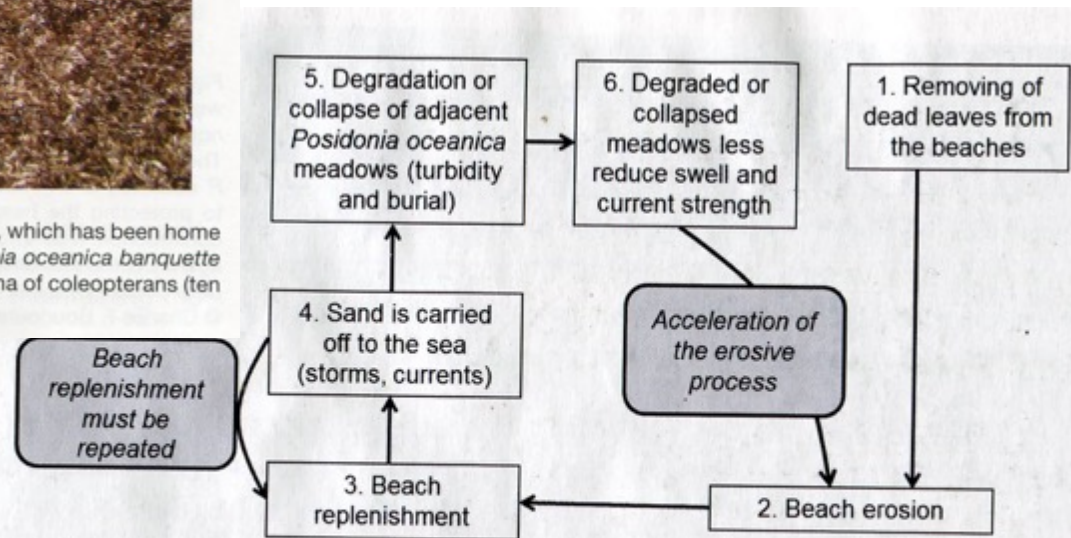 5. Degradation or
collapse of adjacent
Posidonia oceanica
meadows (turbidity
and burial)
6. Degraded or
collapsed
meadows less
reduce swell and
current strength
1. Removing of
dead leaves from
the beaches
, which has been home
ia oceanica banquette
na of coleopterans (ten
4. Sand is carried
off to the sea
(storms, currents)
Acceleration of
the erosive
process
Beach
replenishment
must be
repeated
3. Beach
replenishment
2. Beach erosion